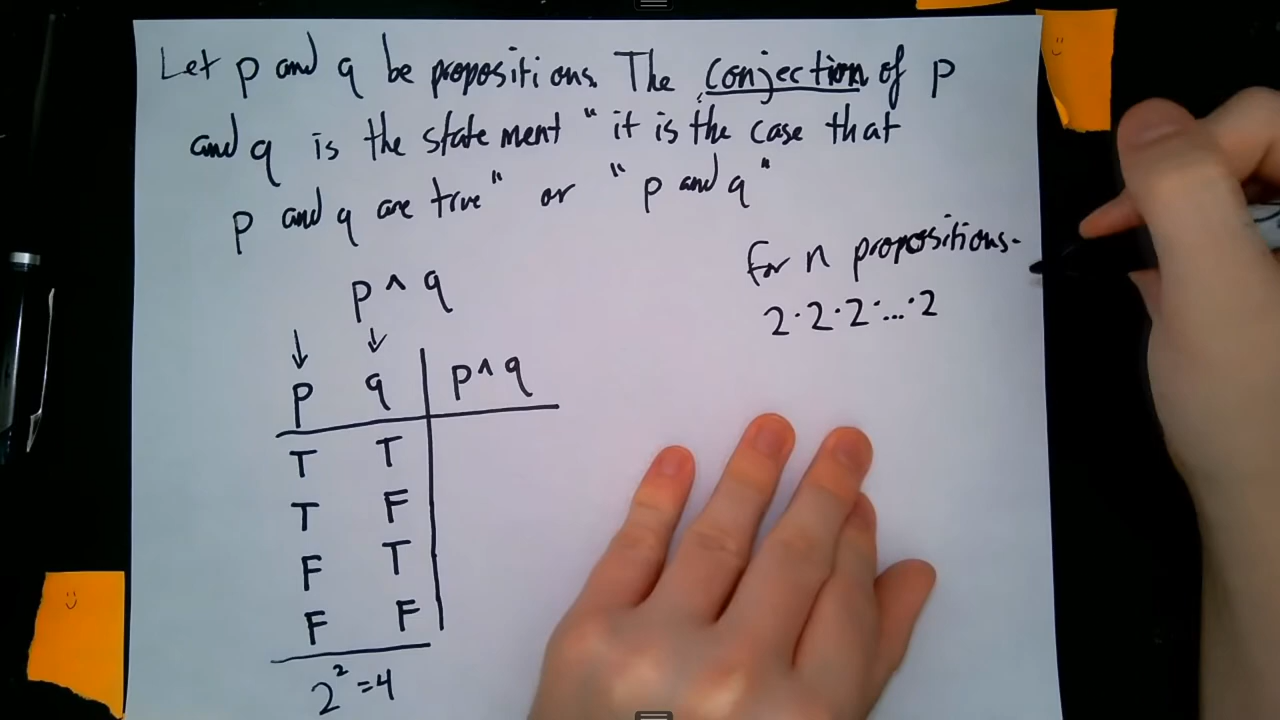 Let p and q be propositions. The conjection of p
and q is the statement "it is the case that
p and q are true" or "p and q"
for n propositions.
2·2·2·...·2
p ^ q
↓ ↓
p q p^q
T T
T F
F T
F F
2² = 4